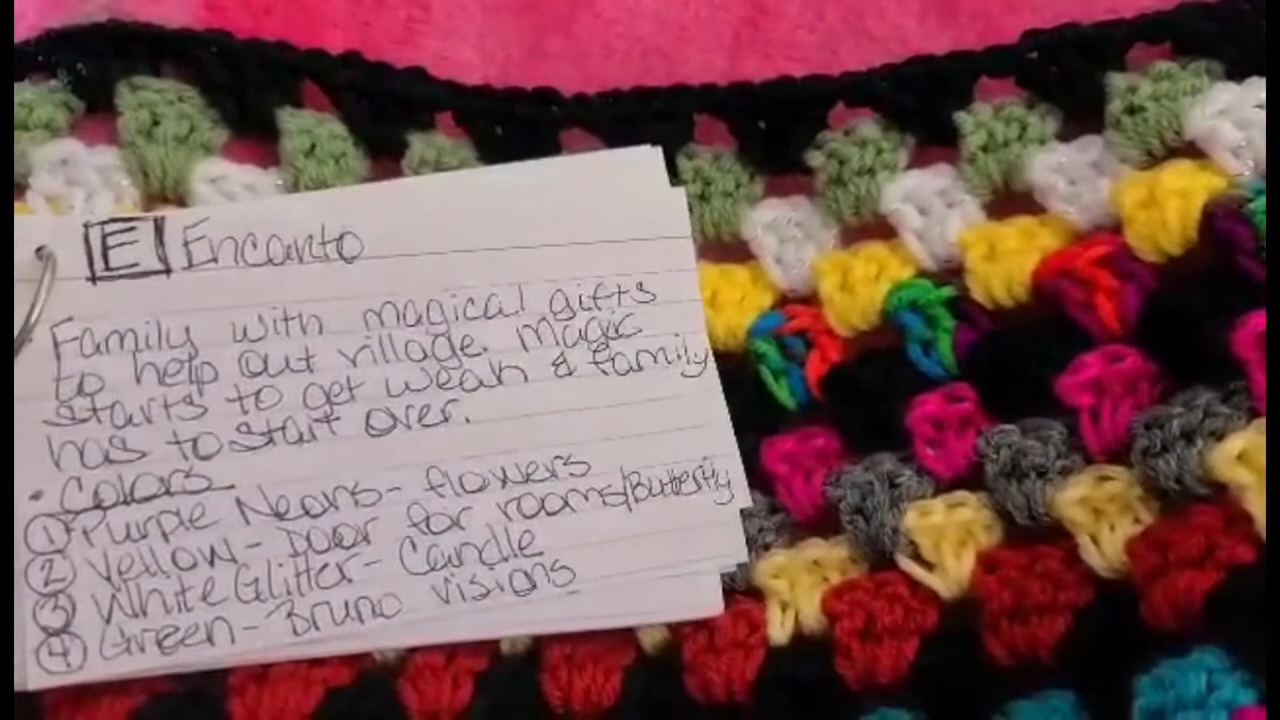 E Encanto
Family with magical gifts
to help out village. Magic
starts to get weak & family
has to start over.
• Colors
① Purple Neons - flowers
② Yellow - Door for rooms/Butterfly
③ White Glitter - Candle
④ Green - Bruno visions